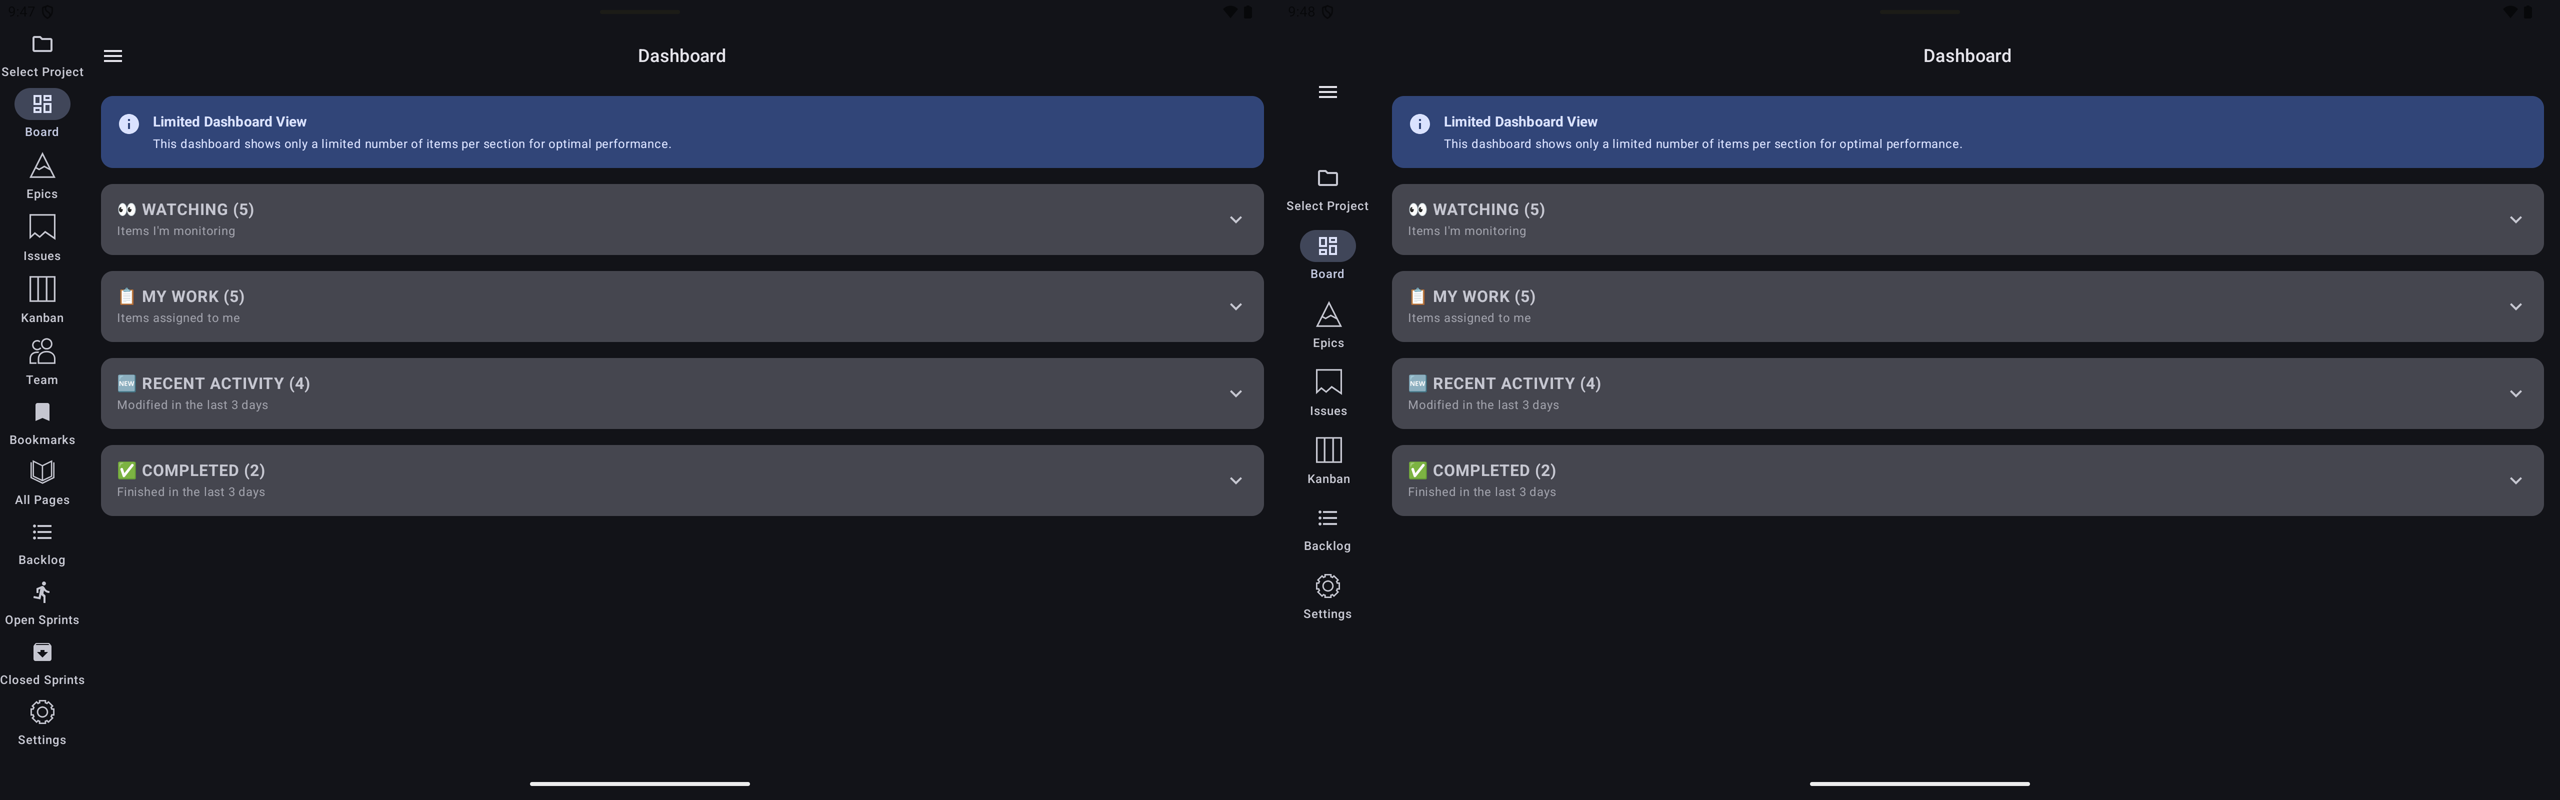 9:47
Select Project
Board
Epics
Issues
Kanban
Team
Bookmarks
All Pages
Backlog
Open Sprints
Closed Sprints
Settings
Dashboard
Limited Dashboard View
This dashboard shows only a limited number of items per section for optimal performance.
👀 WATCHING (5)
Items I'm monitoring
📋 MY WORK (5)
Items assigned to me
🆕 RECENT ACTIVITY (4)
Modified in the last 3 days
✅ COMPLETED (2)
Finished in the last 3 days
9:48
Select Project
Board
Epics
Issues
Kanban
Backlog
Settings
Dashboard
Limited Dashboard View
This dashboard shows only a limited number of items per section for optimal performance.
👀 WATCHING (5)
Items I'm monitoring
📋 MY WORK (5)
Items assigned to me
🆕 RECENT ACTIVITY (4)
Modified in the last 3 days
✅ COMPLETED (2)
Finished in the last 3 days